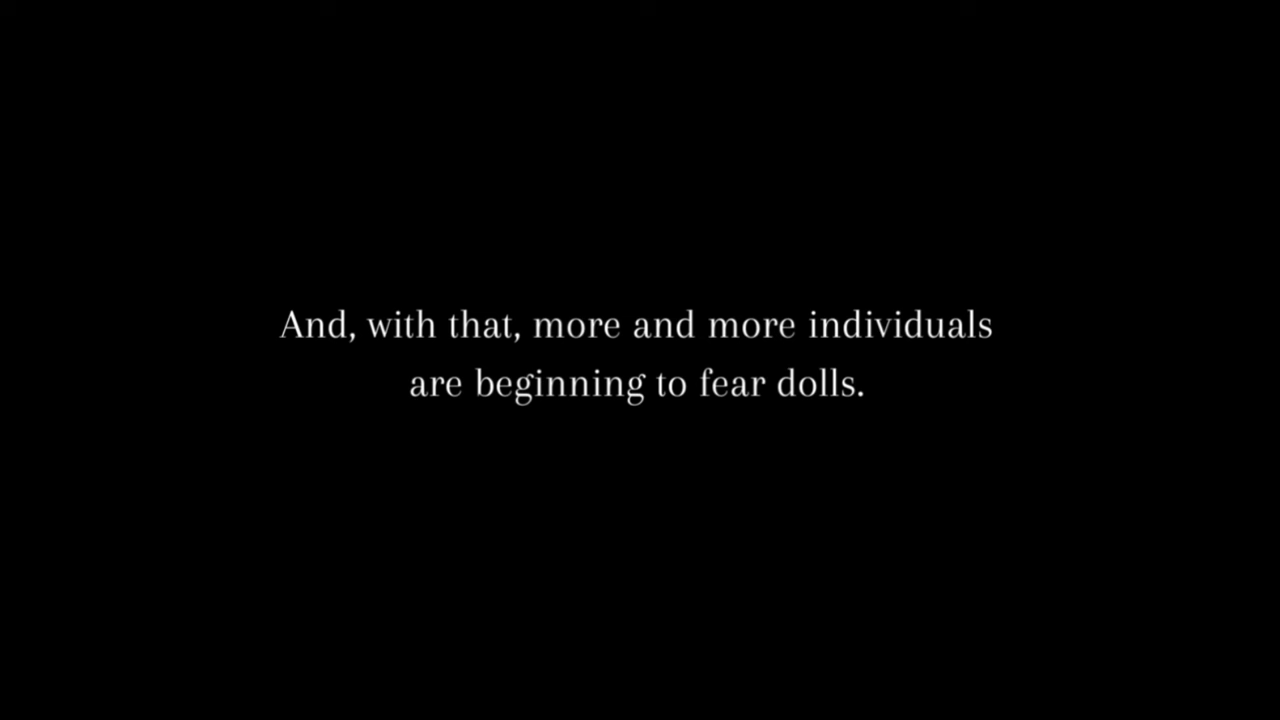 And, with that, more and more individuals
are beginning to fear dolls.